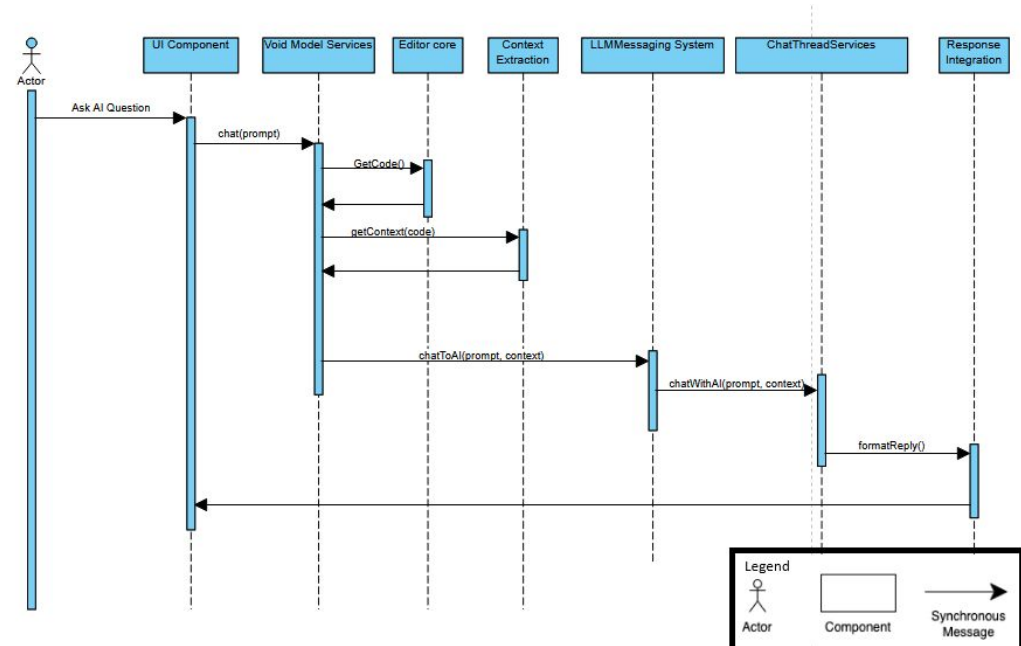 Actor
UI Component
Void Model Services
Editor core
Context
Extraction
LLMMessaging System
ChatThreadServices
Response
Integration
Ask AI Question
chat(prompt)
GetCode()
getContext(code)
chatToAI(prompt, context)
chatWithAI(prompt, context)
formatReply()
Legend
Actor
Component
Synchronous
Message